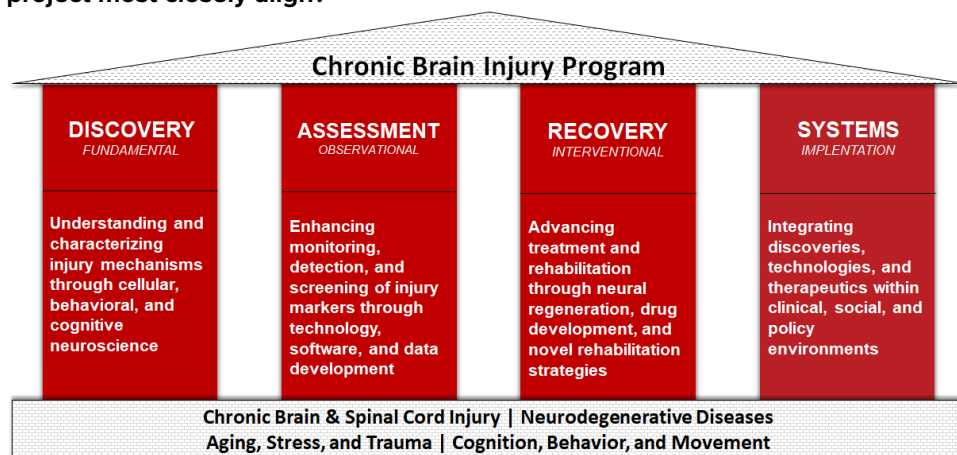 project most closely align?
Chronic Brain Injury Program
DISCOVERY
FUNDAMENTAL
Understanding and
characterizing
injury mechanisms
through cellular,
behavioral, and
cognitive
neuroscience
ASSESSMENT
OBSERVATIONAL
Enhancing
monitoring,
detection, and
screening of injury
markers through
technology,
software, and data
development
RECOVERY
INTERVENTIONAL
Advancing
treatment and
rehabilitation
through neural
regeneration, drug
development, and
novel rehabilitation
strategies
SYSTEMS
IMPLENTATION
Integrating
discoveries,
technologies, and
therapeutics within
clinical, social, and
policy
environments
Chronic Brain & Spinal Cord Injury | Neurodegenerative Diseases
Aging, Stress, and Trauma | Cognition, Behavior, and Movement